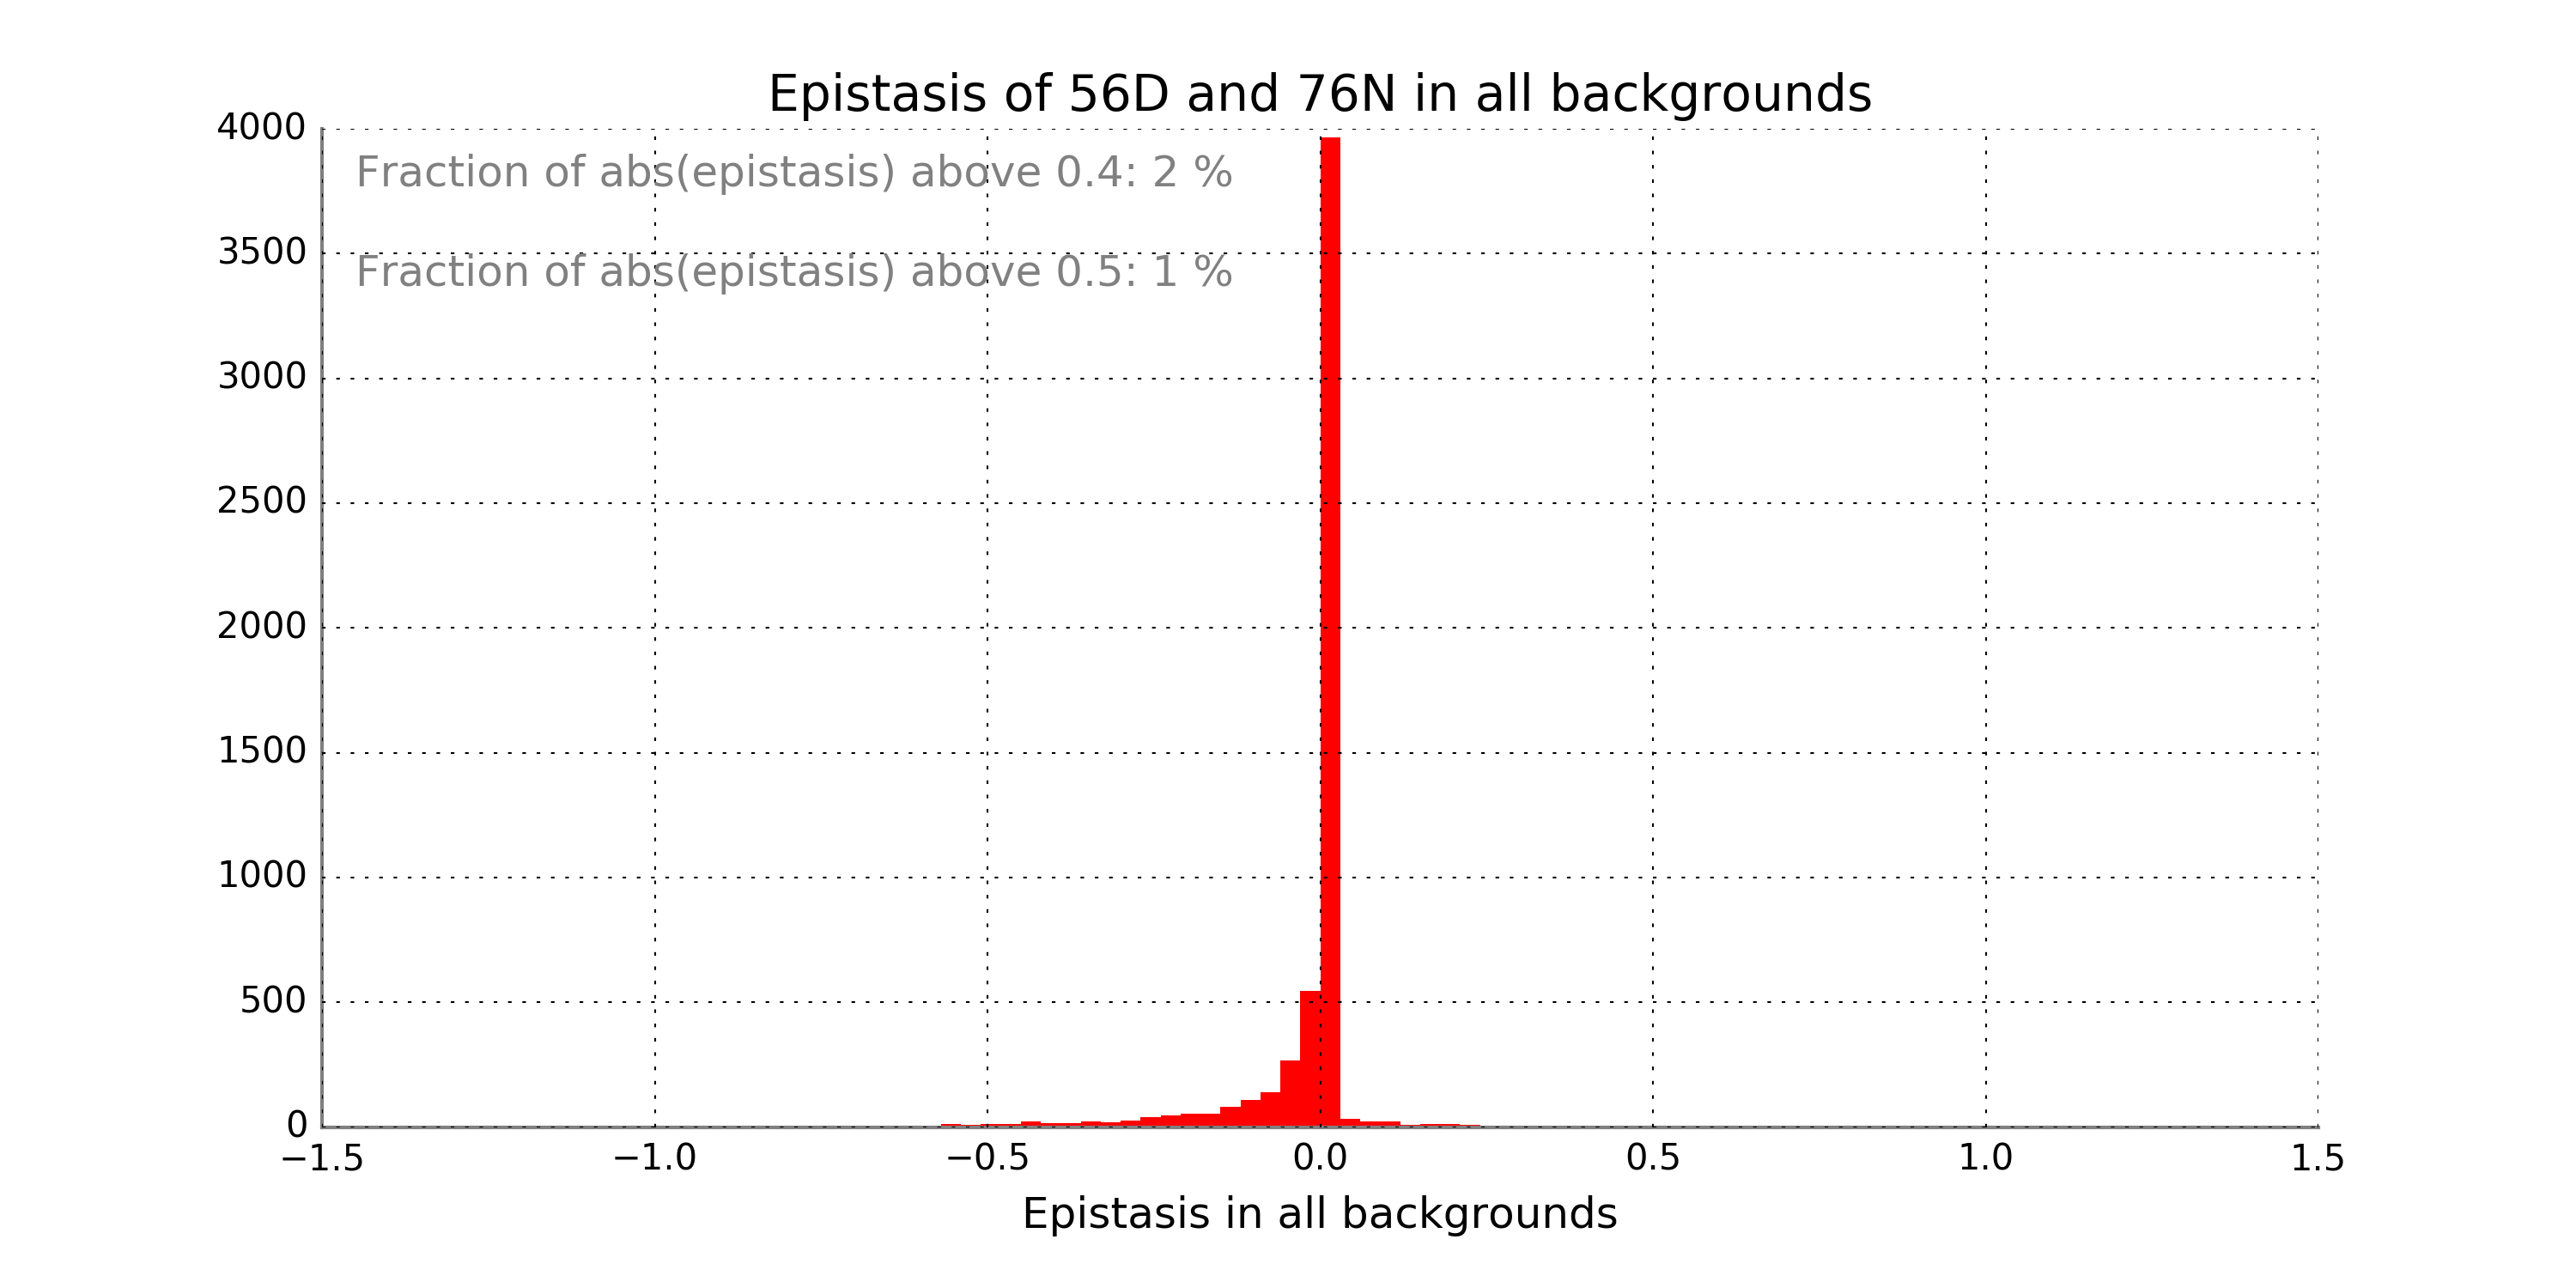 Epistasis of 56D and 76N in all backgrounds
4000
Fraction of abs(epistasis) above 0.4: 2 %
3500
Fraction of abs(epistasis) above 0.5: 1 %
3000
2500
2000
1500
1000
500
0
−1.5 −1.0 −0.5 0.0 0.5 1.0 1.5
Epistasis in all backgrounds